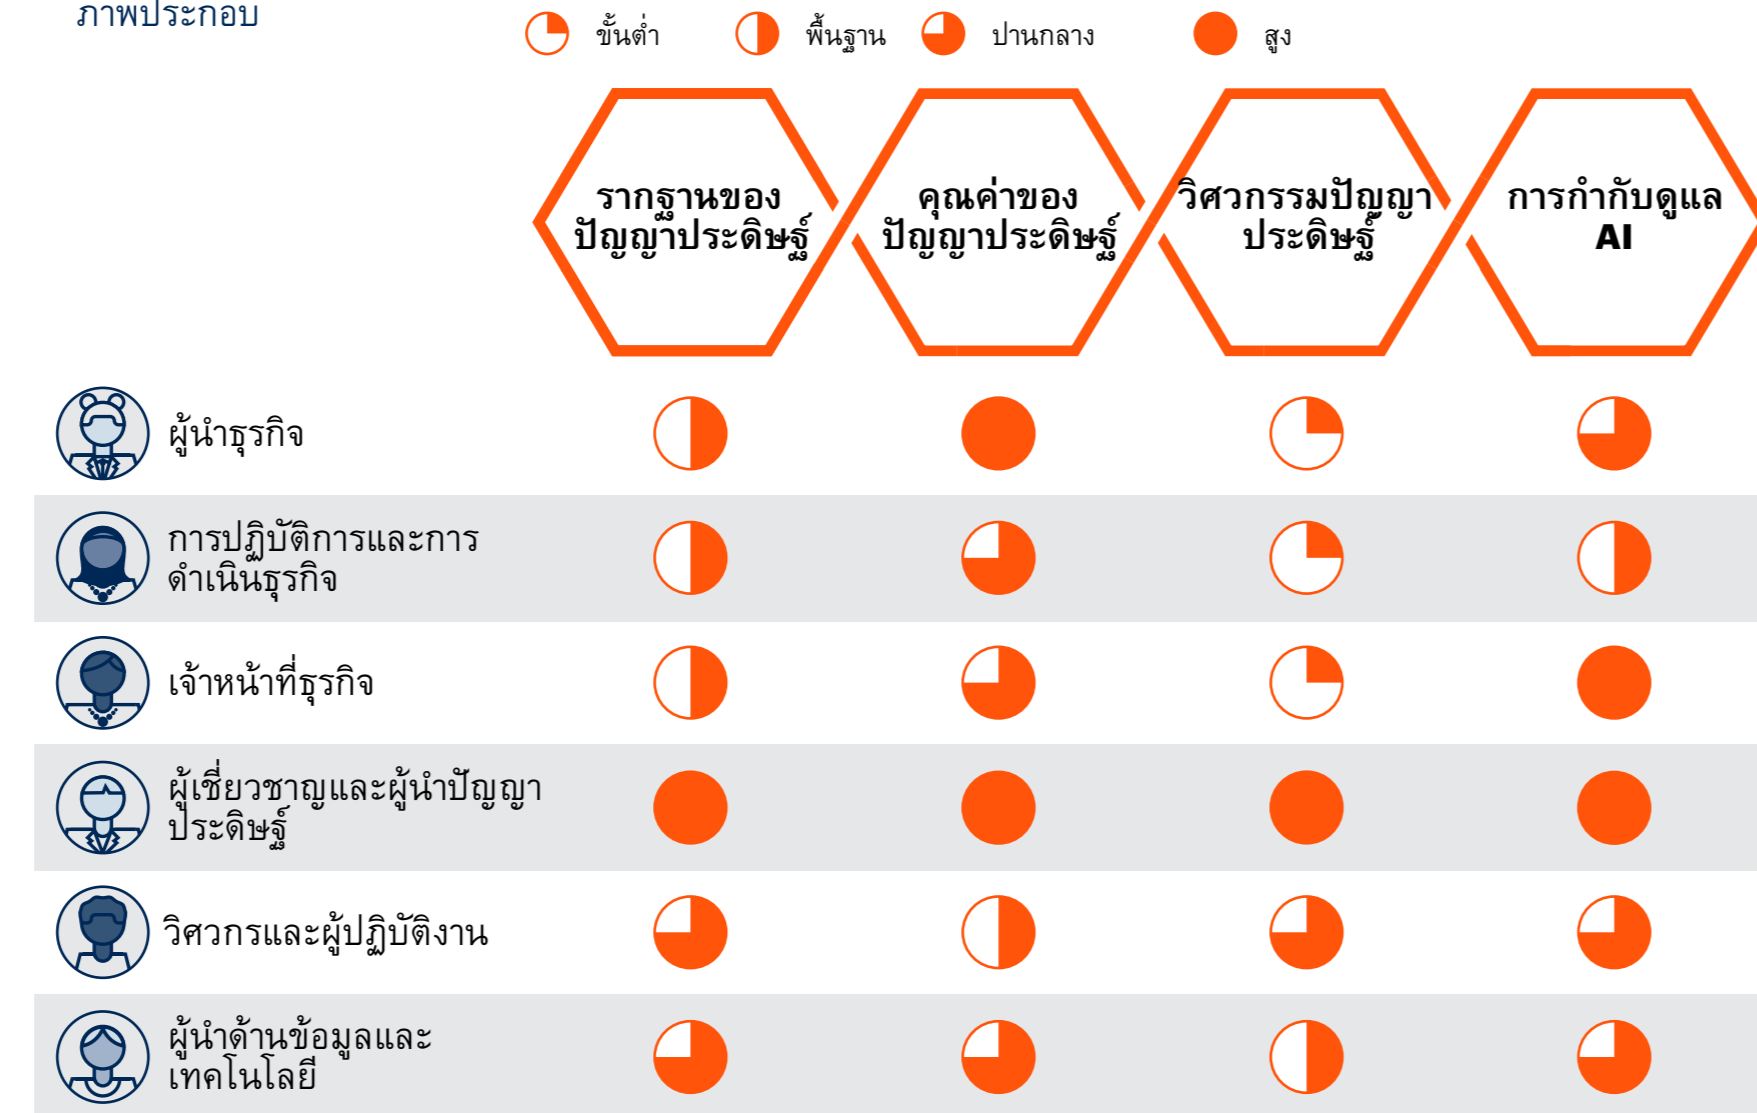 ภาพประกอบ
ขั้นต่ำ พื้นฐาน ปานกลาง สูง
รากฐานของ
ปัญญาประดิษฐ์
คุณค่าของ
ปัญญาประดิษฐ์
วิศวกรรมปัญญา
ประดิษฐ์
การกำกับดูแล
AI
ผู้นำธุรกิจ
การปฏิบัติการและการ
ดำเนินธุรกิจ
เจ้าหน้าที่ธุรกิจ
ผู้เชี่ยวชาญและผู้นำปัญญา
ประดิษฐ์
วิศวกรและผู้ปฏิบัติงาน
ผู้นำด้านข้อมูลและ
เทคโนโลยี